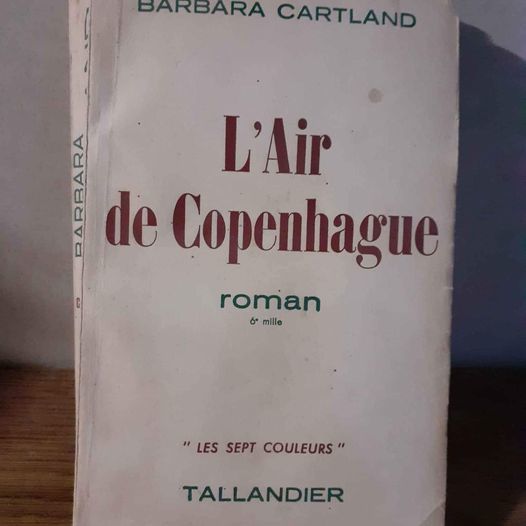 BARBARA CARTLAND
L'Air
de Copenhague
roman
6e mille
" LES SEPT COULEURS "
TALLANDIER
BARBARA